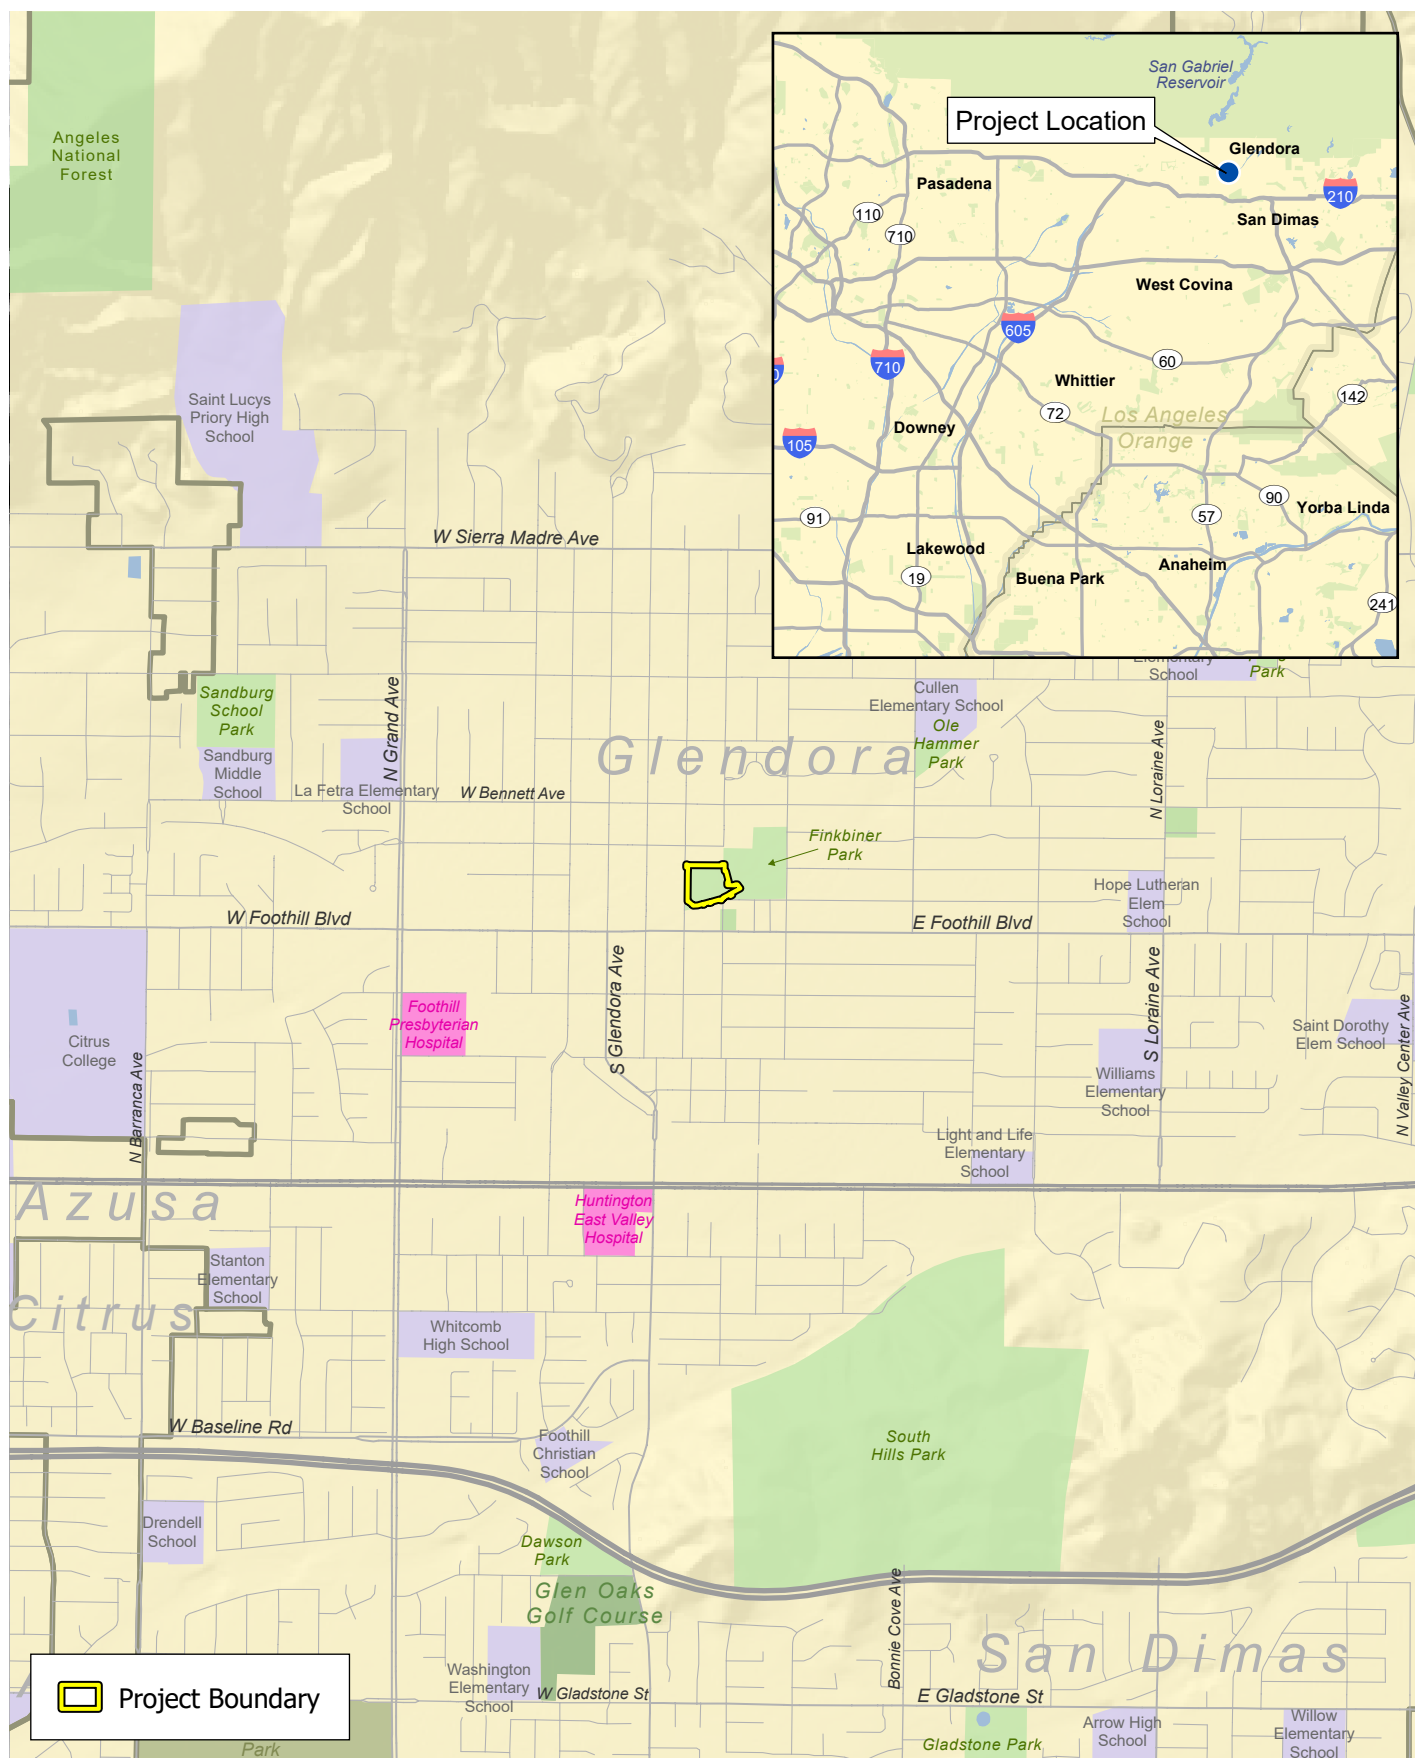 Angeles
National
Forest
San Gabriel
Reservoir
Project Location
Glendora
Pasadena
210
110
San Dimas
710
West Covina
605
710
60
Whittier
142
72
Los Angeles
Orange
Downey
105
90
Yorba Linda
91
57
Lakewood
Anaheim
19
Buena Park
241
Saint Lucys
Priory High
School
W Sierra Madre Ave
School
Park
Sandburg
School
Park
Sandburg
Middle
School
N Grand Ave
La Fetra Elementary
School
W Bennett Ave
Glendora
Cullen
Elementary School
Ole
Hammer
Park
N Loraine Ave
Finkbiner
Park
Hope Lutheran
Elem
School
W Foothill Blvd
E Foothill Blvd
S Glendora Ave
S Loraine Ave
Foothill
Presbyterian
Hospital
Citrus
College
N Barranca Ave
Saint Dorothy
Elem School
N Valley Center Ave
Williams
Elementary
School
Light and Life
Elementary
School
Azusa
Huntington
East Valley
Hospital
Stanton
Elementary
School
Citrus
Whitcomb
High School
W Baseline Rd
Foothill
Christian
School
South
Hills Park
Drendell
School
Dawson
Park
Glen Oaks
Golf Course
Bonnie Cove Ave
San Dimas
Washington
Elementary
School
W Gladstone St
E Gladstone St
Gladstone Park
Arrow High
School
Willow
Elementary
School
Project Boundary
Park